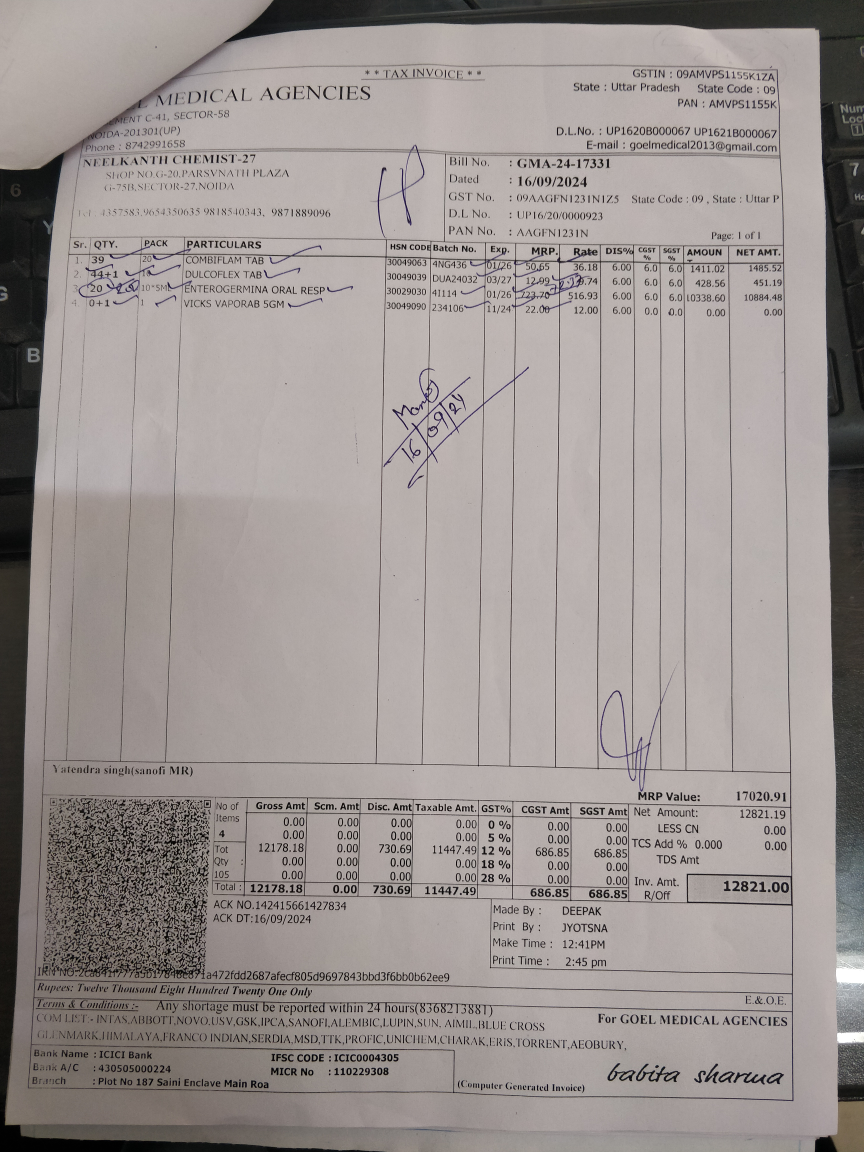 * * TAX INVOICE * *
GSTIN : 09AMVPS1155K1ZA
State : Uttar Pradesh State Code : 09
PAN : AMVPS1155K
MEDICAL AGENCIES
C-41, SECTOR-58
NOIDA-201301(UP)
Phone : 8742991658
D.L.No. : UP1620B000067 UP1621B000067
E-mail : goelmedical2013@gmail.com
NEELKANTH CHEMIST-27
SHOP NO.G-20,PARSVNATH PLAZA
G-75B,SECTOR-27,NOIDA
4357583,9654350635 9818540343, 9871889096
Bill No. : GMA-24-17331
Dated : 16/09/2024
GST No. : 09AAGFN1231N1Z5 State Code : 09 , State : Uttar P
D.L No. : UP16/20/0000923
PAN No. : AAGFN1231N Page: 1 of 1
Sr. QTY. PACK PARTICULARS HSN CODE Batch No. Exp. MRP. Rate DIS% CGST % SGST % AMOUN NET AMT.
1. 39 20 COMBIFLAM TAB 30049063 4NG436 01/26 50.65 36.18 6.00 6.0 6.0 1411.02 1485.52
2. 44+1 DULCOFLEX TAB 30049039 DUA24032 03/27 12.99 9.74 6.00 6.0 6.0 428.56 451.19
3. 20 10*5ML ENTEROGERMINA ORAL RESP 30029030 41114 01/26 723.70 516.93 6.00 6.0 6.0 10338.60 10884.48
4. 0+1 1 VICKS VAPORAB 5GM 30049090 234106 11/24 22.00 12.00 6.00 0.0 0.0 0.00 0.00
16/09/24
Yatendra singh(sanofi MR)
MRP Value: 17020.91
No of Items 4 Gross Amt Scm. Amt Disc. Amt Taxable Amt. GST% CGST Amt SGST Amt
0.00 0.00 0.00 0.00 0 % 0.00 0.00
0.00 0.00 0.00 0.00 5 % 0.00 0.00
Tot Qty : 105 12178.18 0.00 730.69 11447.49 12 % 686.85 686.85
0.00 0.00 0.00 0.00 18 % 0.00 0.00
0.00 0.00 0.00 0.00 28 % 0.00 0.00
Total : 12178.18 0.00 730.69 11447.49 686.85 686.85
Net Amount: 12821.19
LESS CN 0.00
TCS Add % 0.000 0.00
TDS Amt
Inv. Amt. R/Off 12821.00
ACK NO.142415661427834
ACK DT:16/09/2024
Made By : DEEPAK
Print By : JYOTSNA
Make Time : 12:41PM
Print Time : 2:45 pm
Rupees: Twelve Thousand Eight Hundred Twenty One Only
E.& O.E.
Terms & Conditions :- Any shortage must be reported within 24 hours(8368213881)
COM LIST:- INTAS,ABBOTT,NOVO,USV,GSK,IPCA,SANOFI,ALEMBIC,LUPIN,SUN, AIMIL,BLUE CROSS
GLENMARK,HIMALAYA,FRANCO INDIAN,SERDIA,MSD,TTK,PROFIC,UNICHEM,CHARAK,ERIS,TORRENT,AEOBURY,
For GOEL MEDICAL AGENCIES
Bank Name : ICICI Bank
Bank A/C : 430505000224
Branch : Plot No 187 Saini Enclave Main Roa
IFSC CODE : ICIC0004305
MICR No : 110229308
(Computer Generated Invoice)
babita sharma